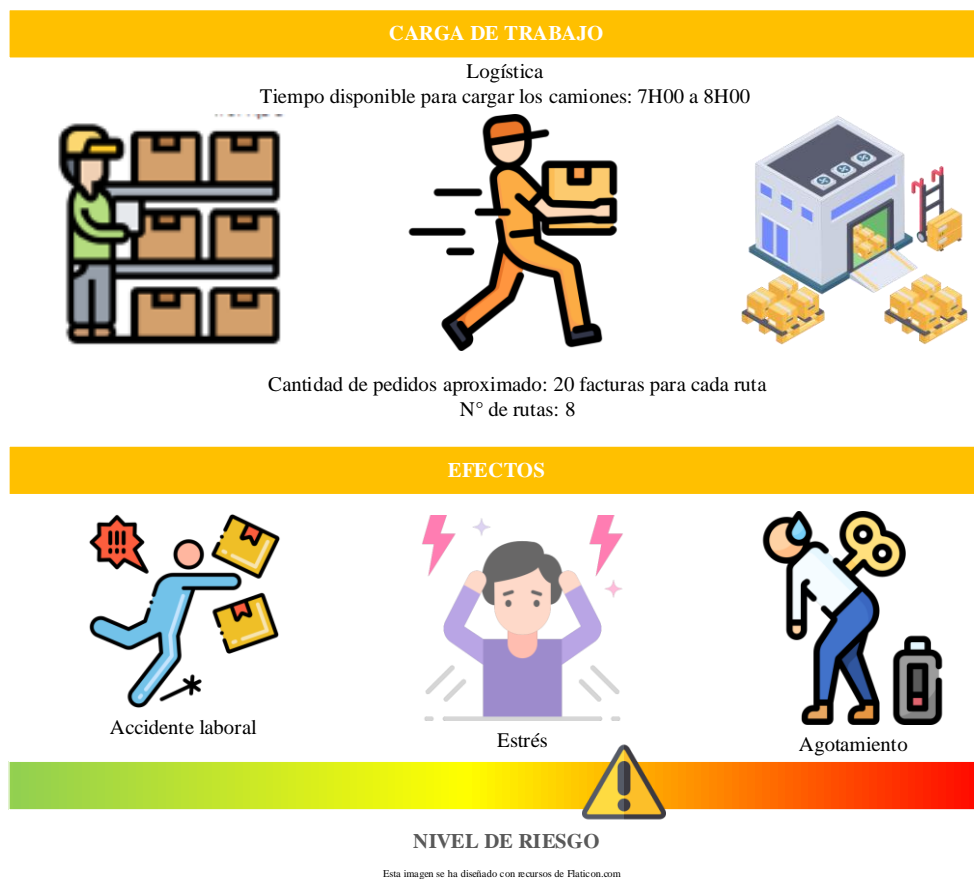 CARGA DE TRABAJO
Logística
Tiempo disponible para cargar los camiones: 7H00 a 8H00
Cantidad de pedidos aproximado: 20 facturas para cada ruta
N° de rutas: 8
EFECTOS
!!!
Accidente laboral
Estrés
Agotamiento
NIVEL DE RIESGO
Esta imagen se ha diseñado con recursos de Flaticon.com